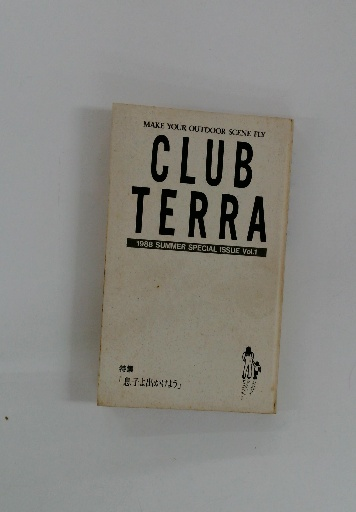 MAKE YOUR OUTDOOR SCENE FLY
CLUB
TERRA
1988 SUMMER SPECIAL ISSUE Vol.1
特集
「息子よ出かけよう」